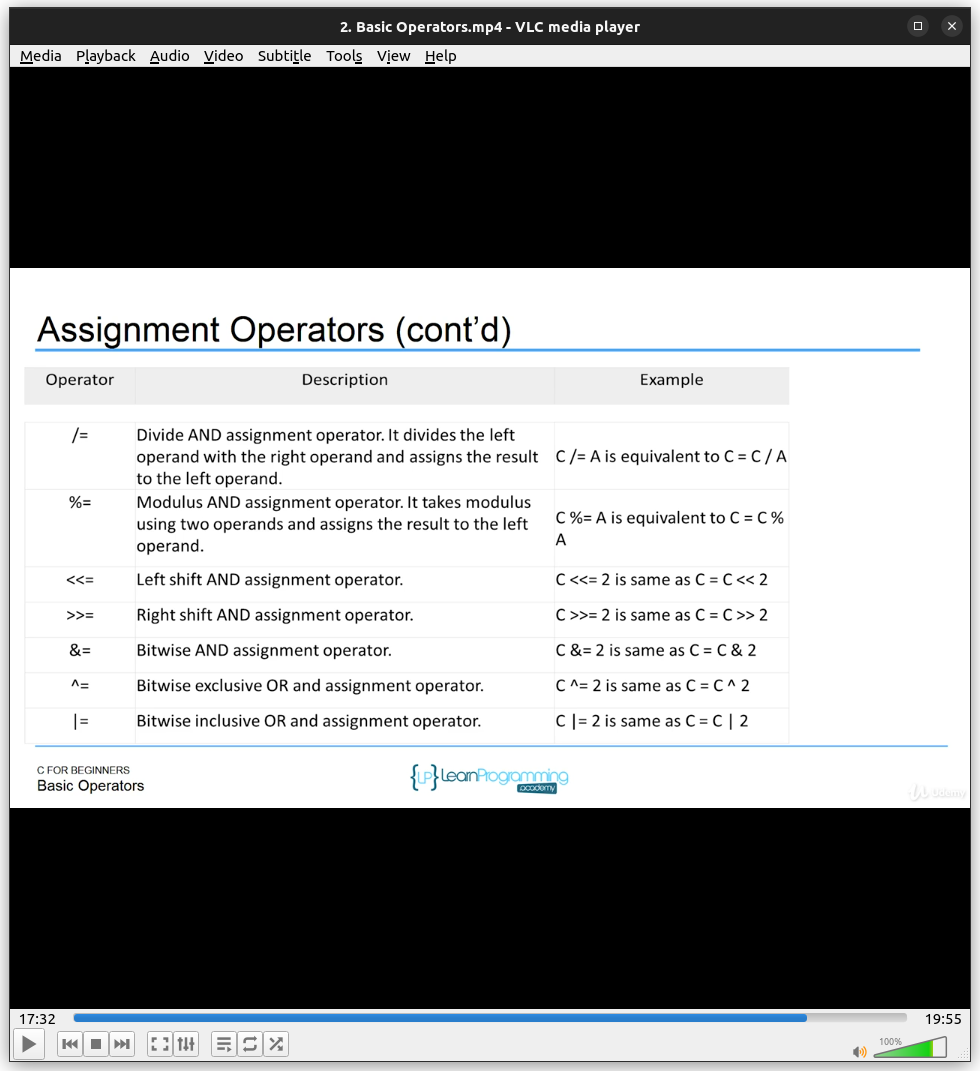 2. Basic Operators.mp4 - VLC media player
Media Playback Audio Video Subtitle Tools View Help
Assignment Operators (cont’d)
Operator Description Example
/= Divide AND assignment operator. It divides the left
operand with the right operand and assigns the result
to the left operand.
C /= A is equivalent to C = C / A
%= Modulus AND assignment operator. It takes modulus
using two operands and assigns the result to the left
operand.
C %= A is equivalent to C = C %
A
<<= Left shift AND assignment operator. C <<= 2 is same as C = C << 2
>>= Right shift AND assignment operator. C >>= 2 is same as C = C >> 2
&= Bitwise AND assignment operator. C &= 2 is same as C = C & 2
^= Bitwise exclusive OR and assignment operator. C ^= 2 is same as C = C ^ 2
|= Bitwise inclusive OR and assignment operator. C |= 2 is same as C = C | 2
C FOR BEGINNERS
Basic Operators
{LP} LearnProgramming
academy
Udemy
17:32 19:55
100%